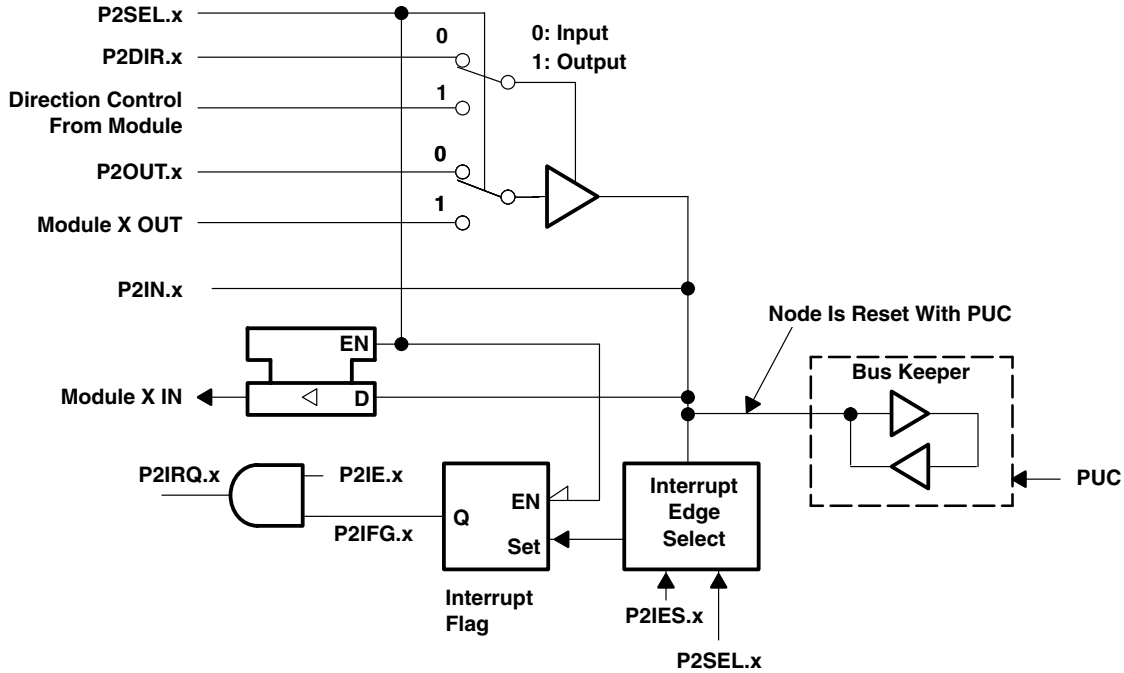 P2SEL.x
P2DIR.x
0
0: Input
1: Output
Direction Control
From Module
1
P2OUT.x
0
Module X OUT
1
P2IN.x
Node Is Reset With PUC
EN
Bus Keeper
Module X IN
D
P2IRQ.x
P2IE.x
P2IFG.x
Q
EN
Set
Interrupt
Edge
Select
PUC
Interrupt
Flag
P2IES.x
P2SEL.x